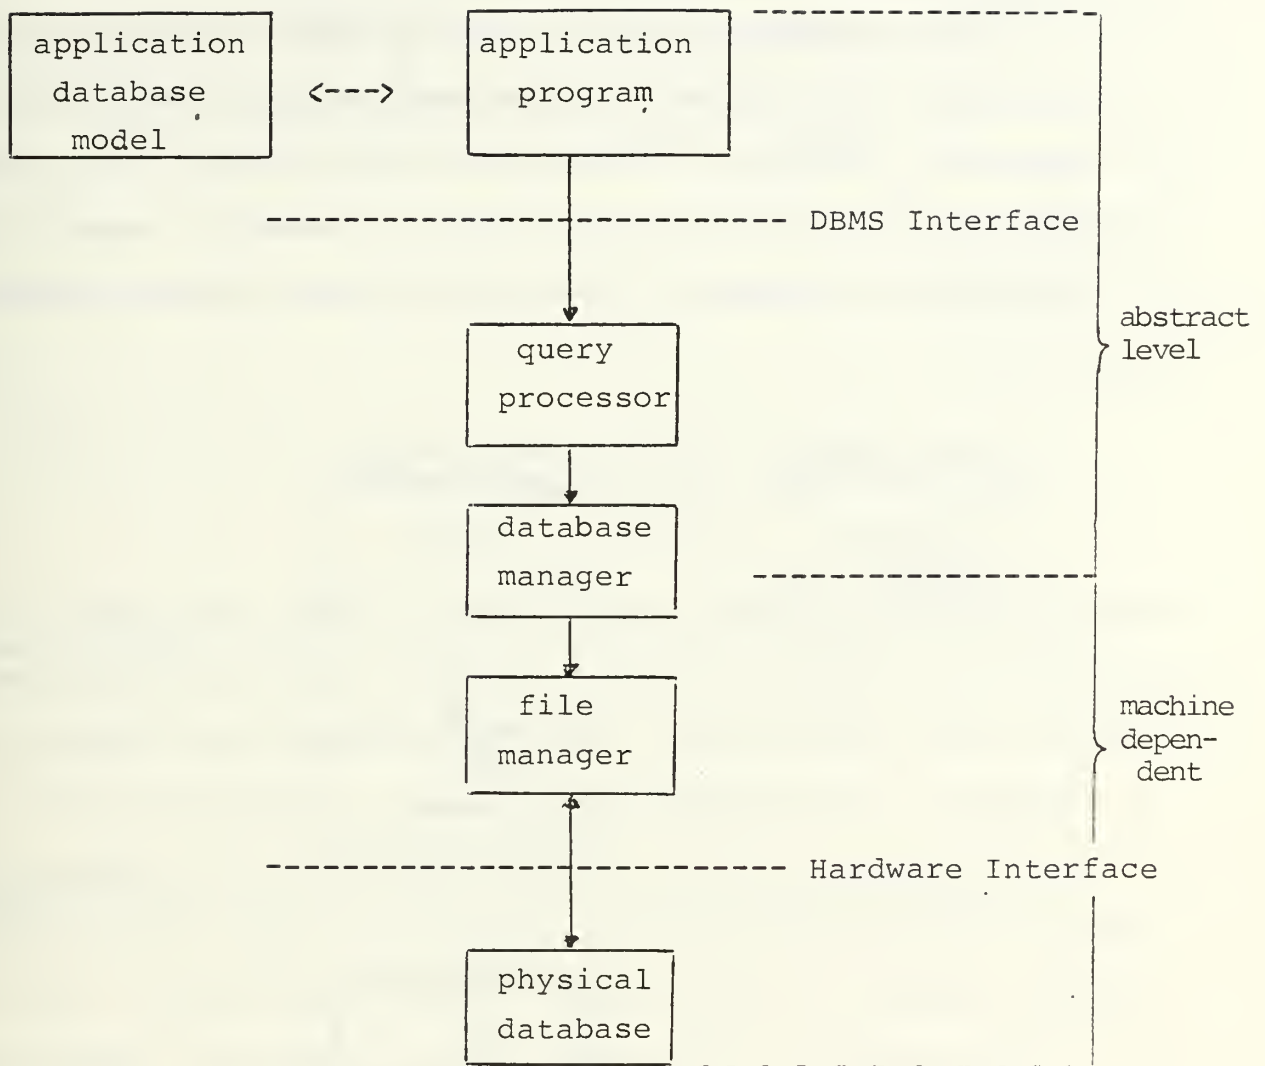 application
database
model
<--->
application
program
DBMS Interface
query
processor
abstract
level
database
manager
file
manager
machine
depen-
dent
Hardware Interface
physical
database